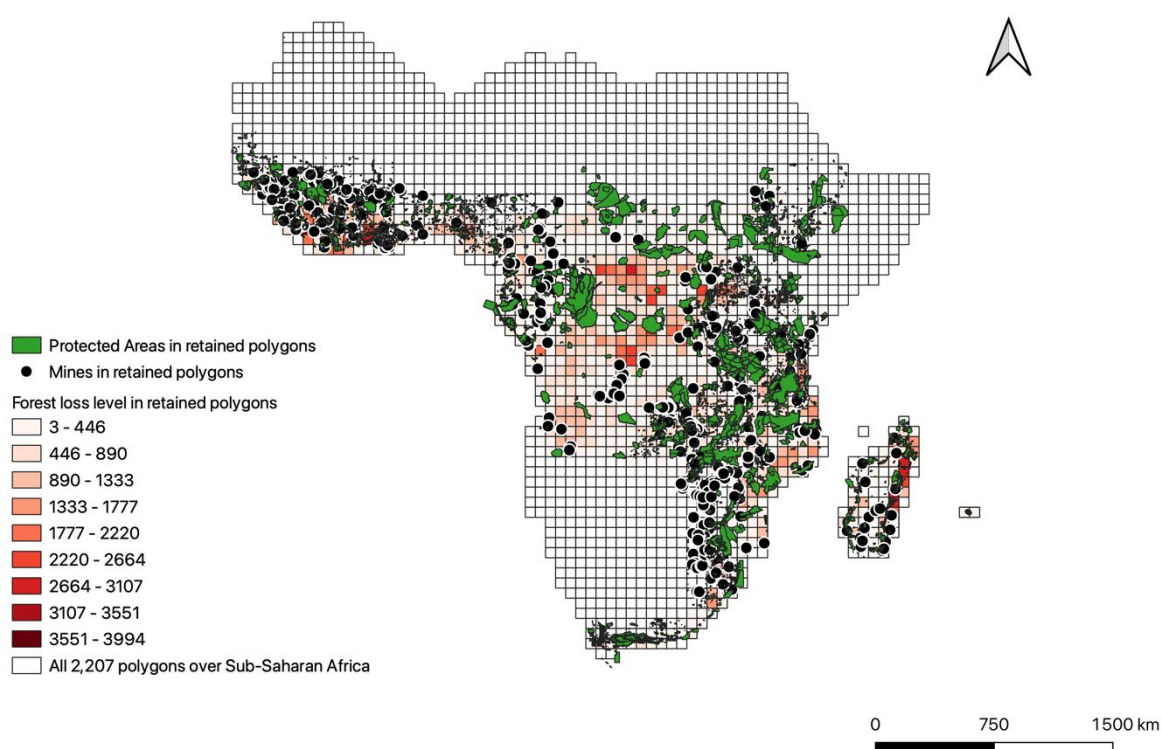 Protected Areas in retained polygons
Mines in retained polygons
Forest loss level in retained polygons
3 - 446
446 - 890
890 - 1333
1333 - 1777
1777 - 2220
2220 - 2664
2664 - 3107
3107 - 3551
3551 - 3994
All 2,207 polygons over Sub-Saharan Africa
0 750 1500 km